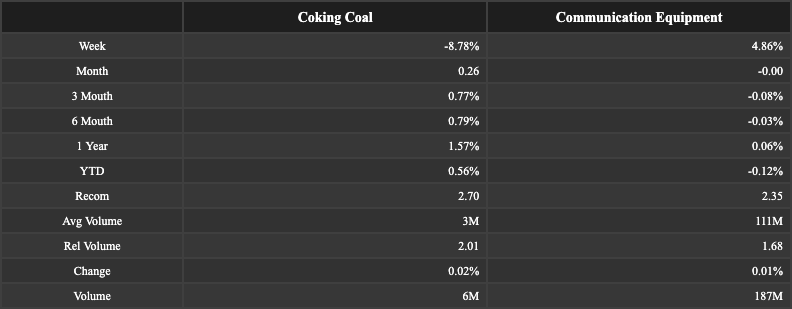 Coking Coal Communication Equipment
Week -8.78% 4.86%
Month 0.26 -0.00
3 Mouth 0.77% -0.08%
6 Mouth 0.79% -0.03%
1 Year 1.57% 0.06%
YTD 0.56% -0.12%
Recom 2.70 2.35
Avg Volume 3M 111M
Rel Volume 2.01 1.68
Change 0.02% 0.01%
Volume 6M 187M